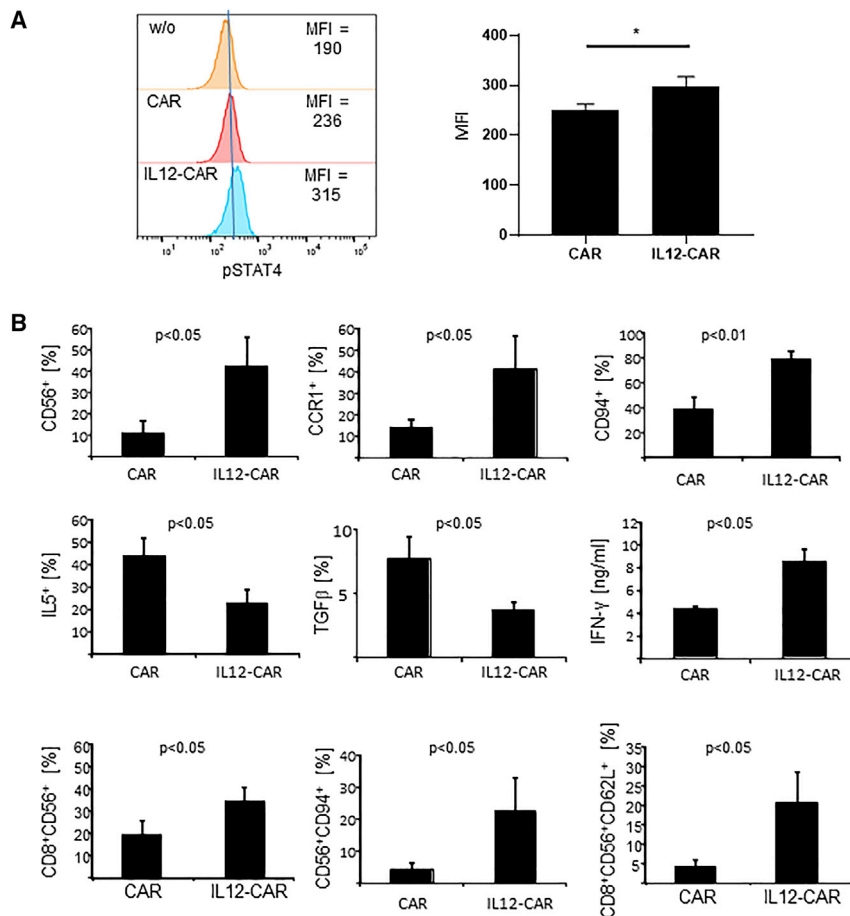 A
w/o
MFI =
190
CAR
MFI =
236
IL12-CAR
MFI =
315
10¹ 10² 10³ 10⁴ 10⁵
pSTAT4
*
MFI
400
300
200
100
0
CAR IL12-CAR
B
CD56⁺ [%]
60
50
40
30
20
10
p<0.05
CAR IL12-CAR
CCR1⁺ [%]
60
50
40
30
20
10
p<0.05
CAR IL12-CAR
CD94⁺ [%]
100
80
60
40
20
p<0.01
CAR IL12-CAR
IL5⁺ [%]
60
50
40
30
20
10
p<0.05
CAR IL12-CAR
TGFβ [%]
10
5
p<0.05
CAR IL12-CAR
IFN-γ [ng/ml]
12
10
8
6
4
2
p<0.05
CAR IL12-CAR
CD8⁺CD56⁺ [%]
60
50
40
30
20
10
p<0.05
CAR IL12-CAR
CD56⁺CD94⁺ [%]
40
30
20
10
p<0.05
CAR IL12-CAR
CD8⁺CD56⁺CD62L⁺ [%]
35
30
25
20
15
10
5
p<0.05
CAR IL12-CAR